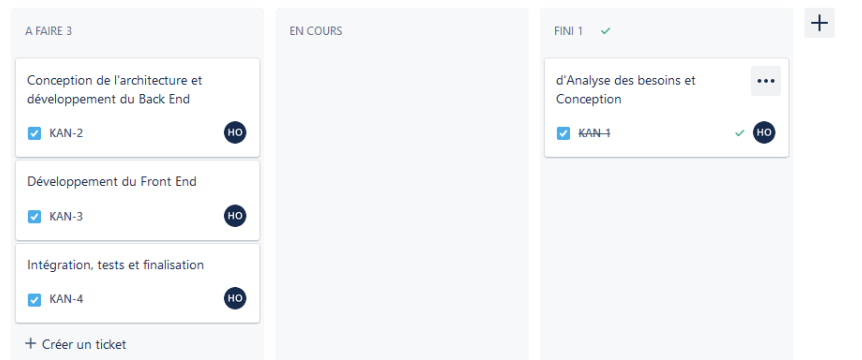 A FAIRE 3
Conception de l'architecture et
développement du Back End
KAN-2
HO
Développement du Front End
KAN-3
HO
Intégration, tests et finalisation
KAN-4
HO
+ Créer un ticket
EN COURS
FINI 1
d'Analyse des besoins et
Conception
KAN-1
HO